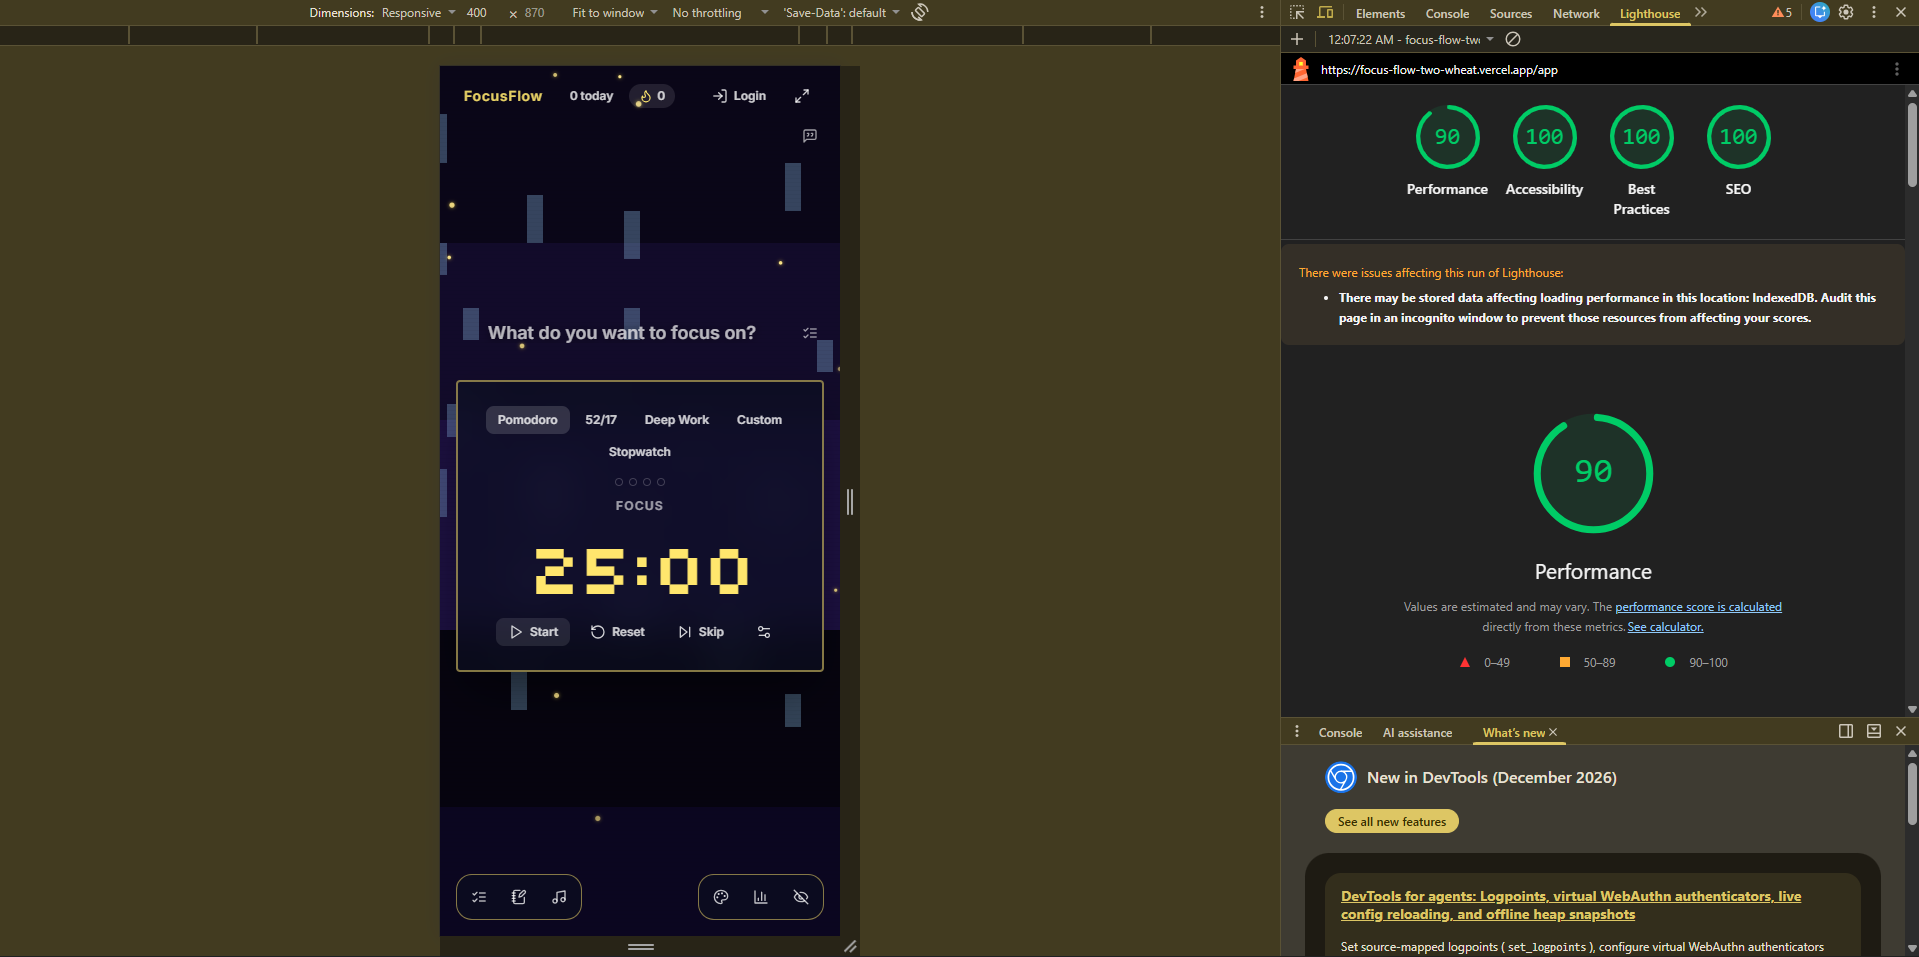 Dimensions: Responsive 400 × 870 Fit to window No throttling 'Save-Data': default
FocusFlow 0 today 0 Login
What do you want to focus on?
Pomodoro 52/17 Deep Work Custom
Stopwatch
FOCUS
25:00
Start Reset Skip
Elements Console Sources Network Lighthouse 5
12:07:22 AM - focus-flow-tw
https://focus-flow-two-wheat.vercel.app/app
90 100 100 100
Performance Accessibility Best SEO
Practices
There were issues affecting this run of Lighthouse:
• There may be stored data affecting loading performance in this location: IndexedDB. Audit this
page in an incognito window to prevent those resources from affecting your scores.
90
Performance
Values are estimated and may vary. The performance score is calculated
directly from these metrics. See calculator.
0–49 50–89 90–100
Console AI assistance What's new
New in DevTools (December 2026)
See all new features
DevTools for agents: Logpoints, virtual WebAuthn authenticators, live
config reloading, and offline heap snapshots
Set source-mapped logpoints ( set_logpoints ), configure virtual WebAuthn authenticators